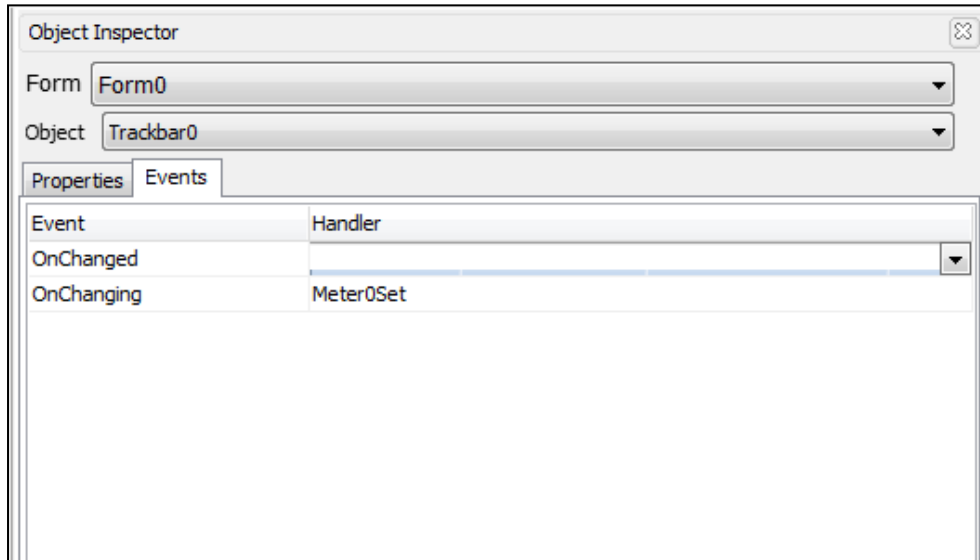 Object Inspector
Form Form0
Object Trackbar0
Properties Events
Event Handler
OnChanged
OnChanging Meter0Set